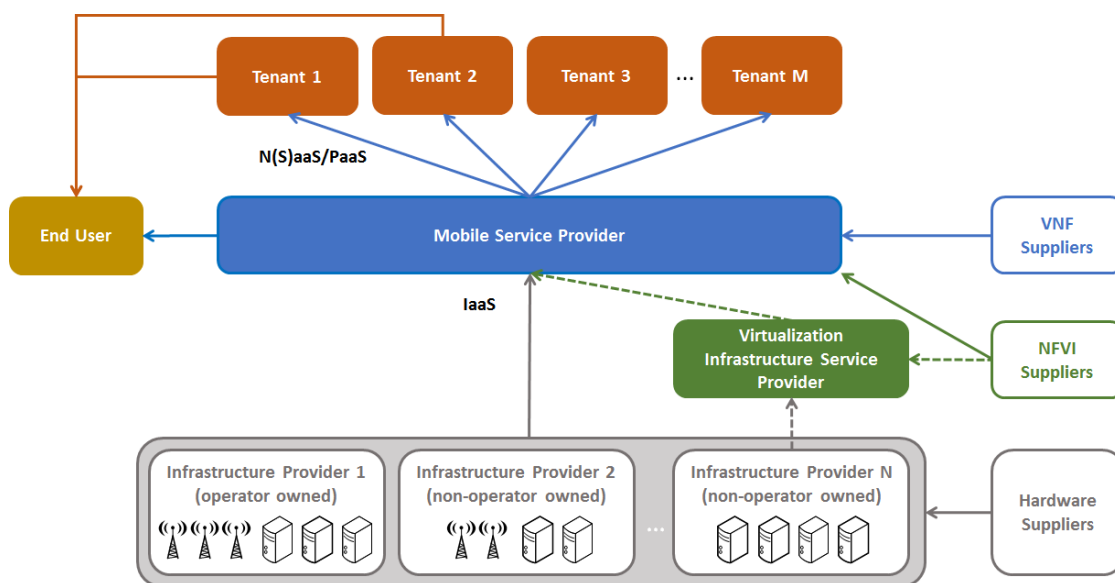 Tenant 1
Tenant 2
Tenant 3
...
Tenant M
N(S)aaS/PaaS
End User
Mobile Service Provider
VNF
Suppliers
IaaS
Virtualization
Infrastructure Service
Provider
NFVI
Suppliers
Infrastructure Provider 1
(operator owned)
Infrastructure Provider 2
(non-operator owned)
...
Infrastructure Provider N
(non-operator owned)
Hardware
Suppliers